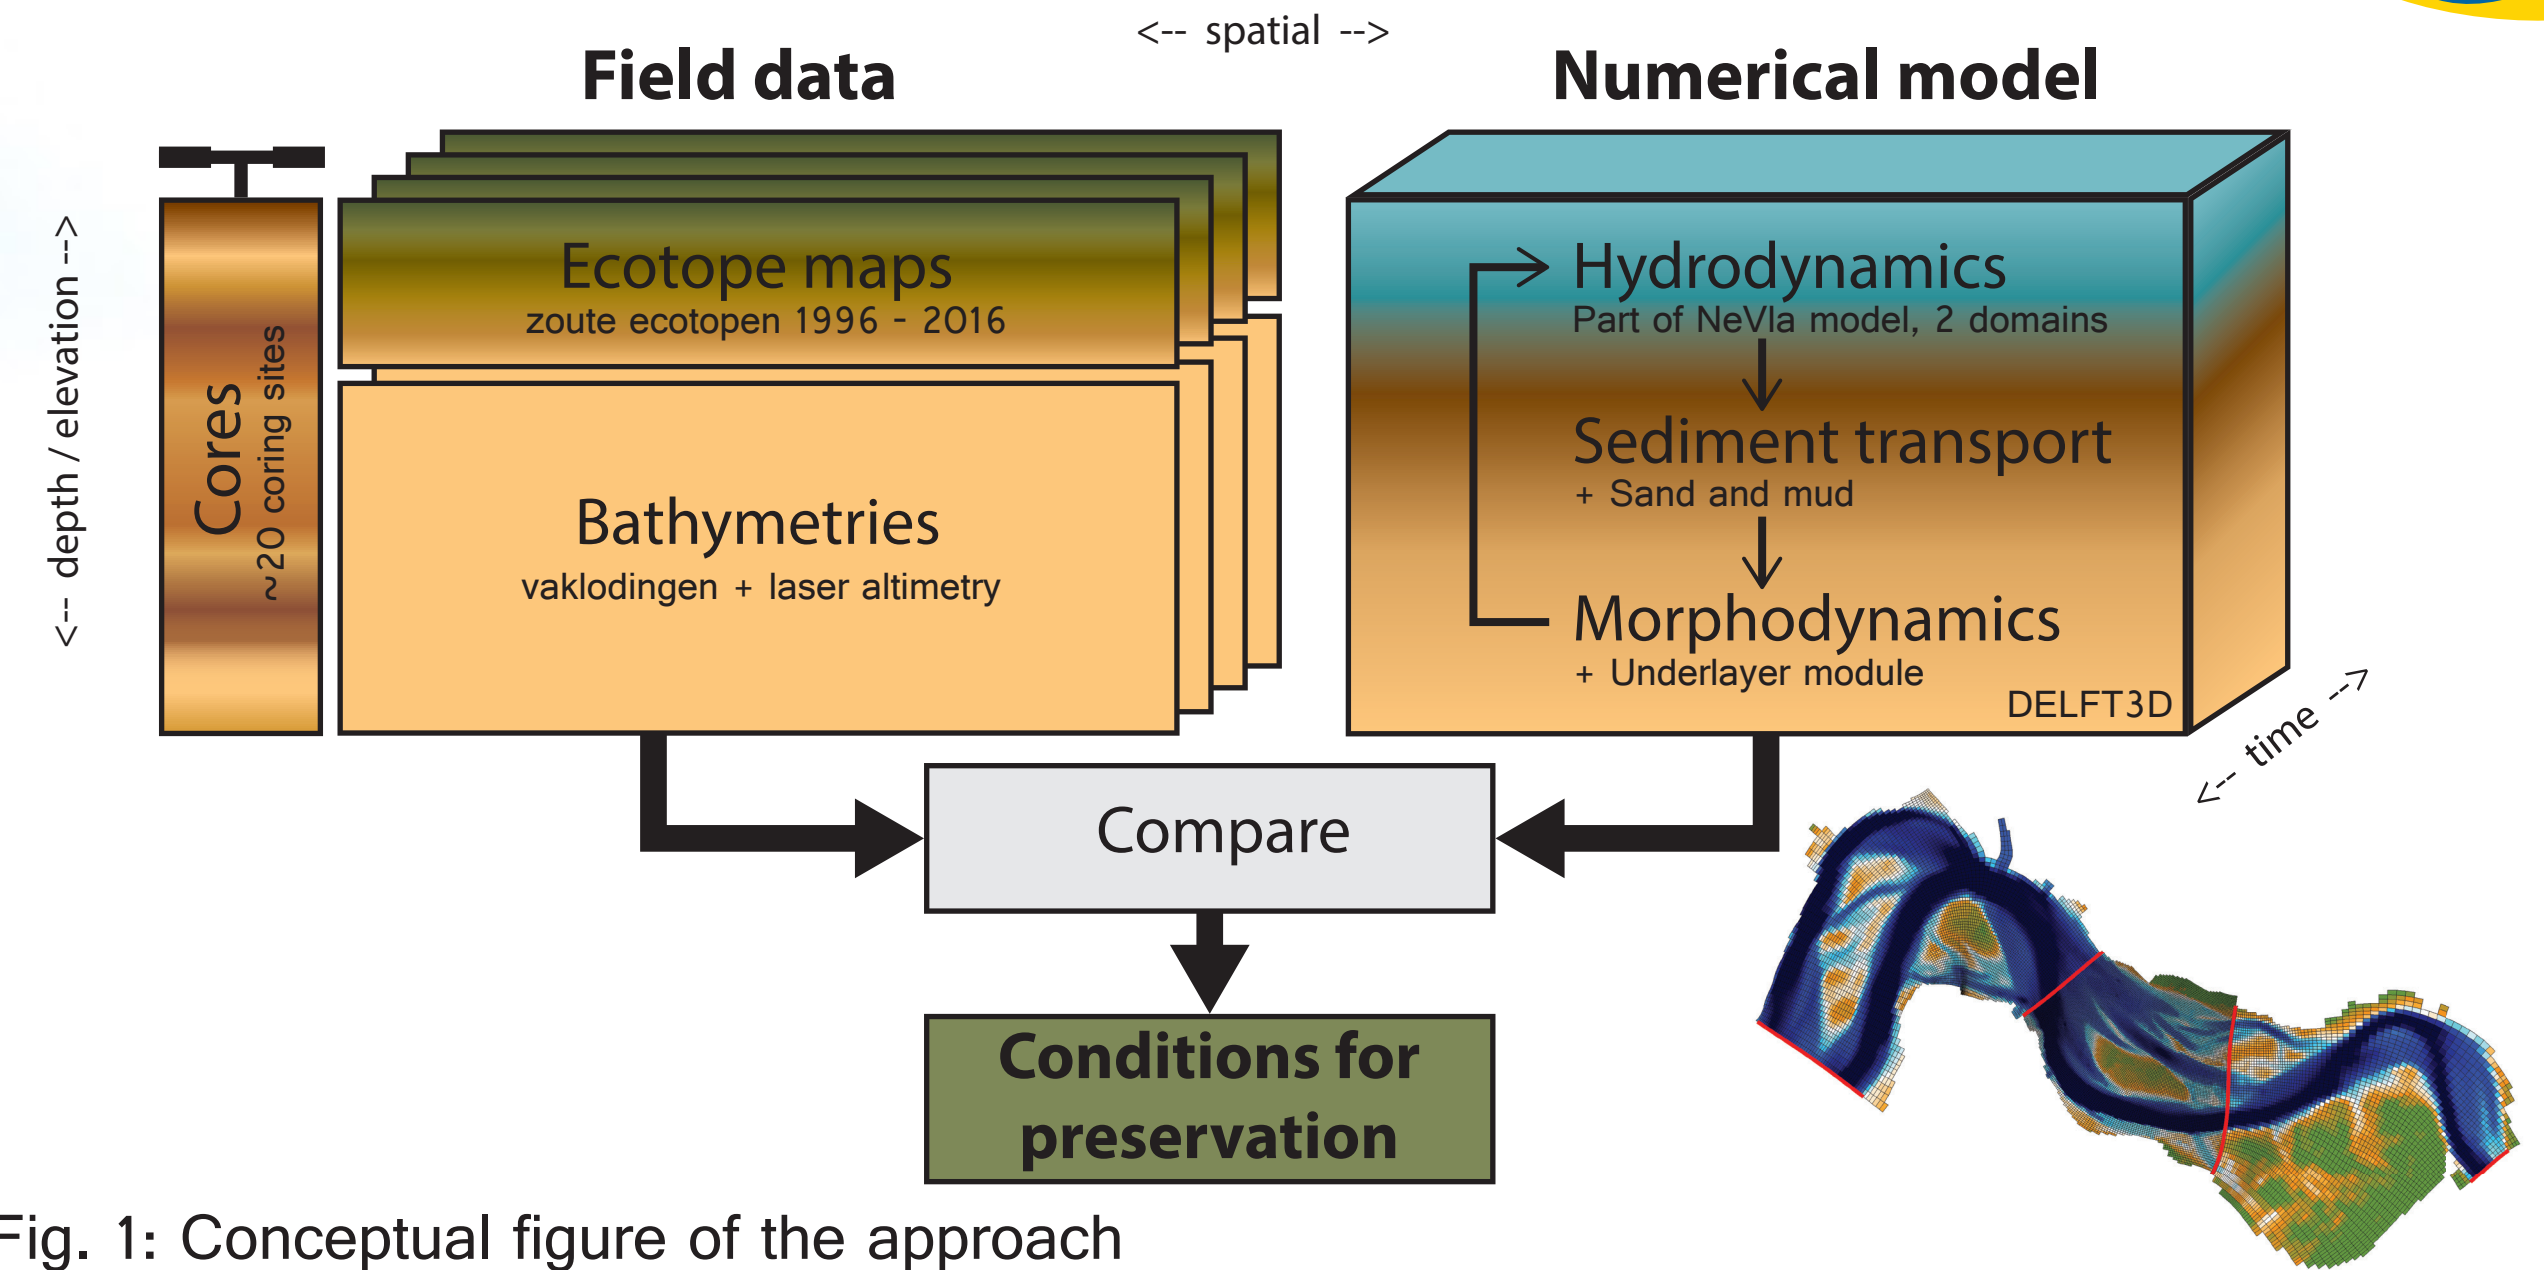 <-- spatial -->
Field data
Numerical model
<-- depth / elevation -->
Cores
~20 coring sites
Ecotope maps
zoute ecotopen 1996 - 2016
Bathymetries
vaklodingen + laser altimetry
Hydrodynamics
Part of NeVla model, 2 domains
Sediment transport
+ Sand and mud
Morphodynamics
+ Underlayer module
DELFT3D
<-- time -->
Compare
Conditions for
preservation
Fig. 1: Conceptual figure of the approach